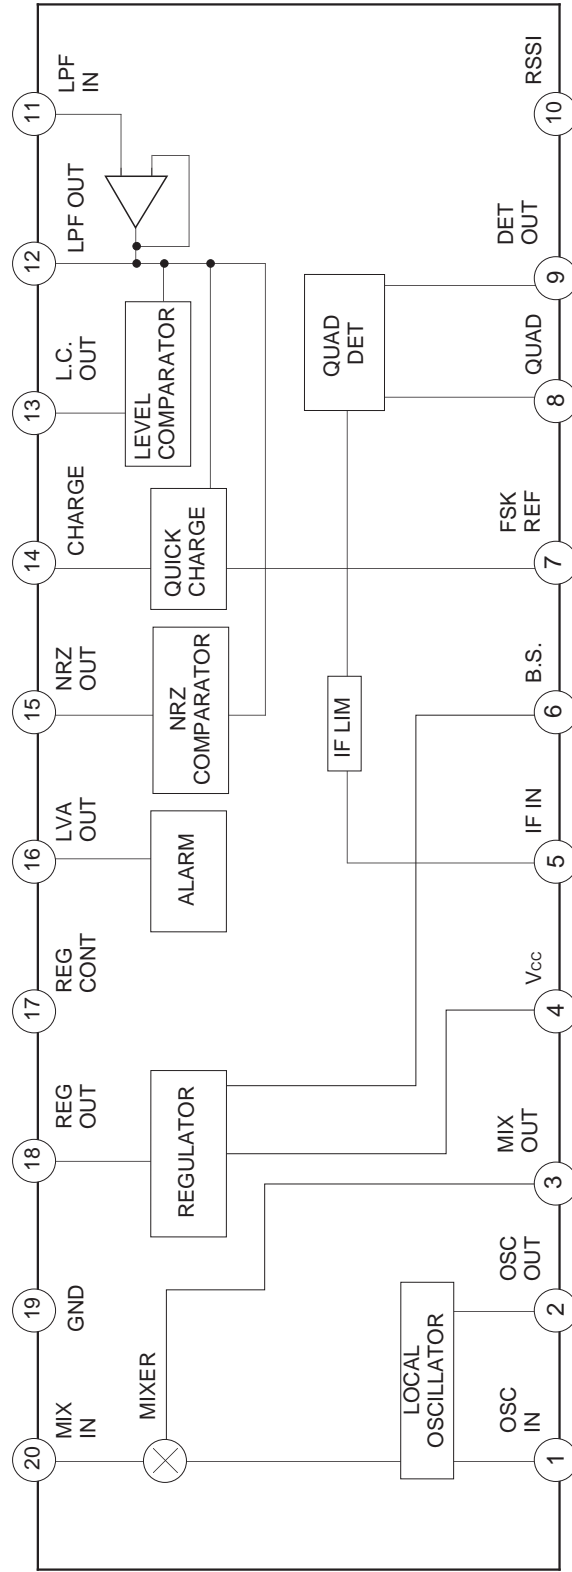 20
19
18
17
16
15
14
13
12
11
MIX
IN
GND
REG
OUT
REG
CONT
LVA
OUT
NRZ
OUT
CHARGE
L.C.
OUT
LPF OUT
LPF
IN
MIXER
REGULATOR
ALARM
NRZ
COMPARATOR
QUICK
CHARGE
LEVEL
COMPARATOR
IF LIM
QUAD
DET
LOCAL
OSCILLATOR
OSC
IN
OSC
OUT
MIX
OUT
Vcc
IF IN
B.S.
FSK
REF
QUAD
DET
OUT
RSSI
1
2
3
4
5
6
7
8
9
10